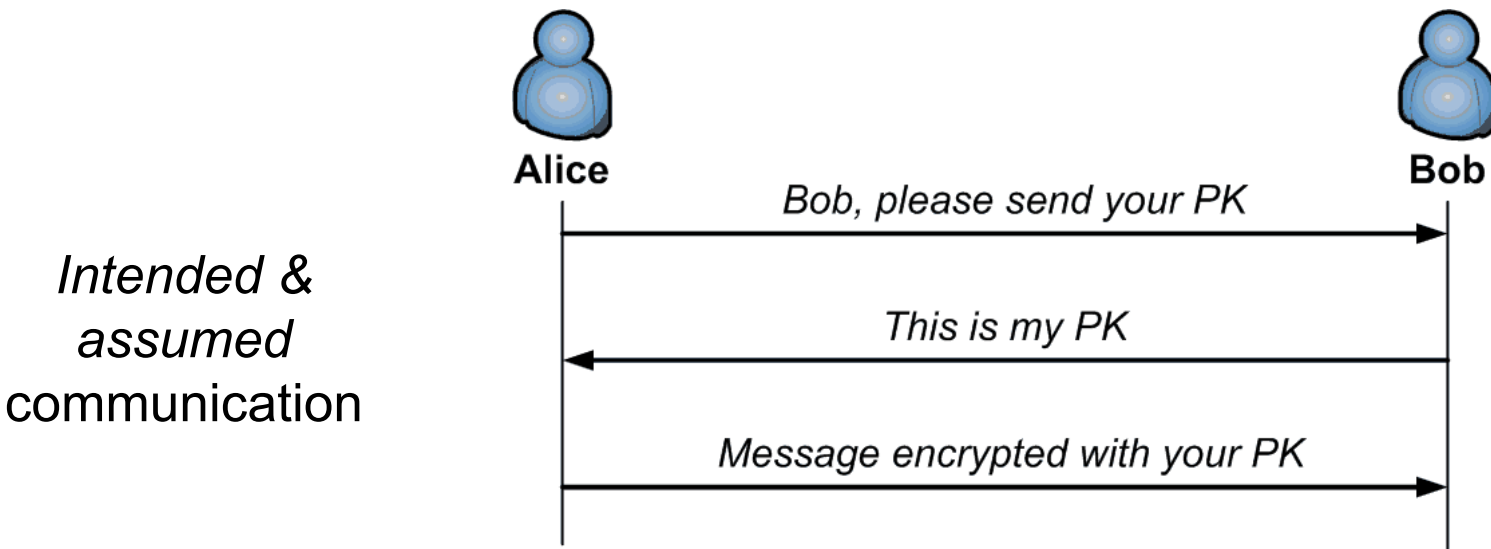 Alice
Bob
Bob, please send your PK
Intended &
assumed
communication
This is my PK
Message encrypted with your PK